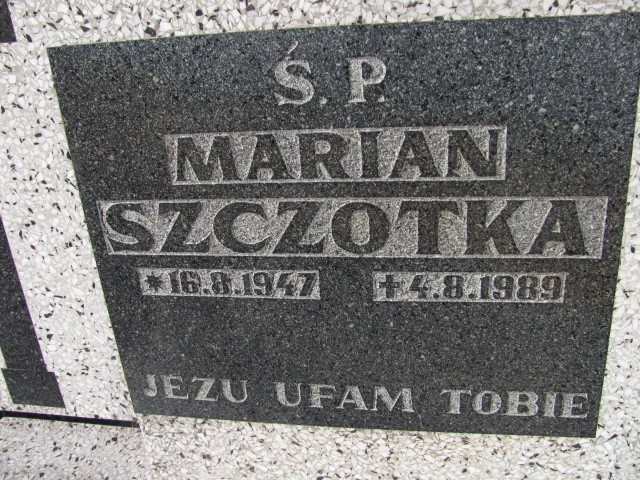 Ś. P.
MARIAN
SZCZOTKA
*16.8.1947 †4.8.1989
JEZU UFAM TOBIE